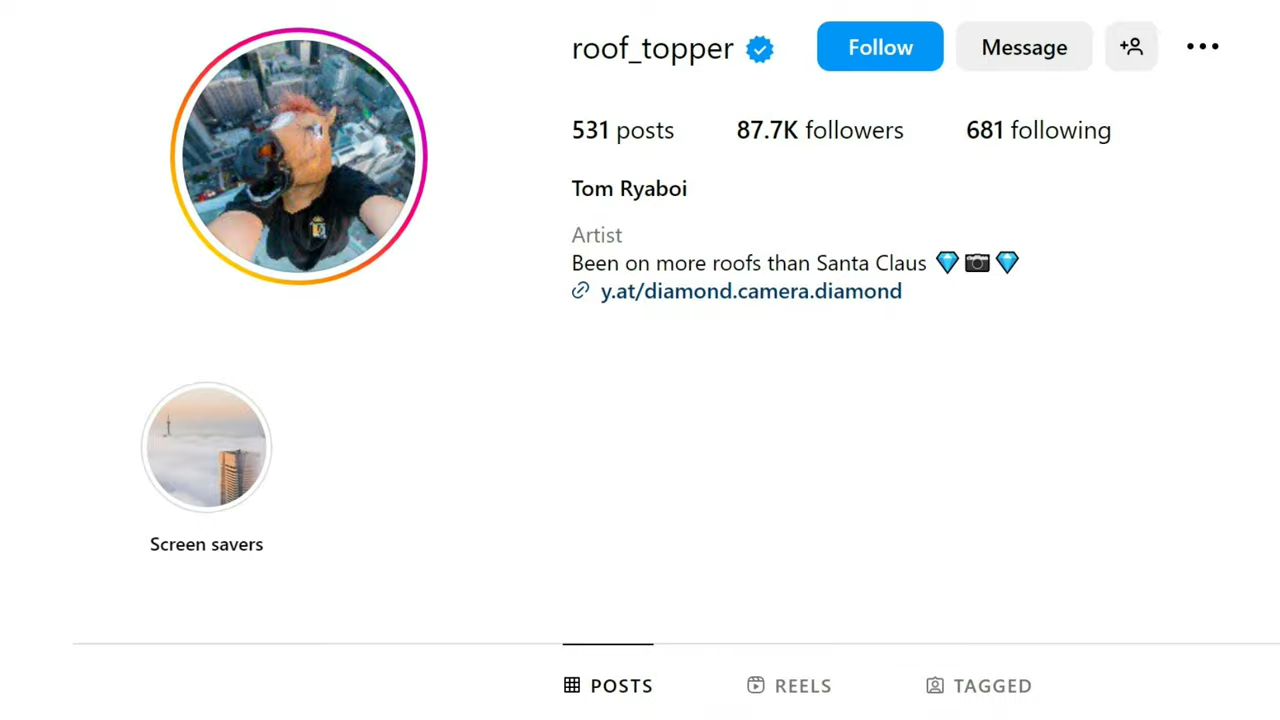 roof_topper
Follow
Message
531 posts
87.7K followers
681 following
Tom Ryaboi
Artist
Been on more roofs than Santa Claus 💎📷💎
y.at/diamond.camera.diamond
Screen savers
POSTS
REELS
TAGGED